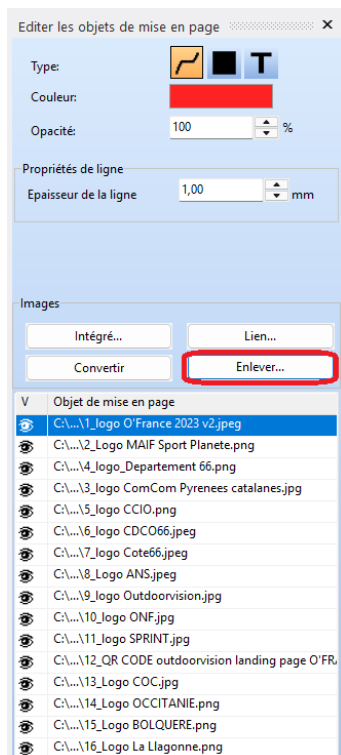 Editer les objets de mise en page
Type:
T
Couleur:
Opacité:
100
%
Propriétés de ligne
Epaisseur de la ligne
1,00
mm
Images
Intégré...
Lien...
Convertir
Enlever...
V Objet de mise en page
C:\...\1_logo O'France 2023 v2.jpeg
C:\...\2_Logo MAIF Sport Planete.png
C:\...\4_logo_Departement 66.png
C:\...\3_logo ComCom Pyrenees catalanes.jpg
C:\...\5_logo CCIO.png
C:\...\6_logo CDCO66.jpeg
C:\...\7_logo Cote66.jpeg
C:\...\8_Logo ANS.jpeg
C:\...\9_logo Outdoorvision.jpg
C:\...\10_logo ONF.jpg
C:\...\11_logo SPRINT.jpg
C:\...\12_QR CODE outdoorvision landing page O'FRA
C:\...\13_Logo COC.jpg
C:\...\14_Logo OCCITANIE.png
C:\...\15_Logo BOLQUERE.png
C:\...\16_Logo La Llagonne.png